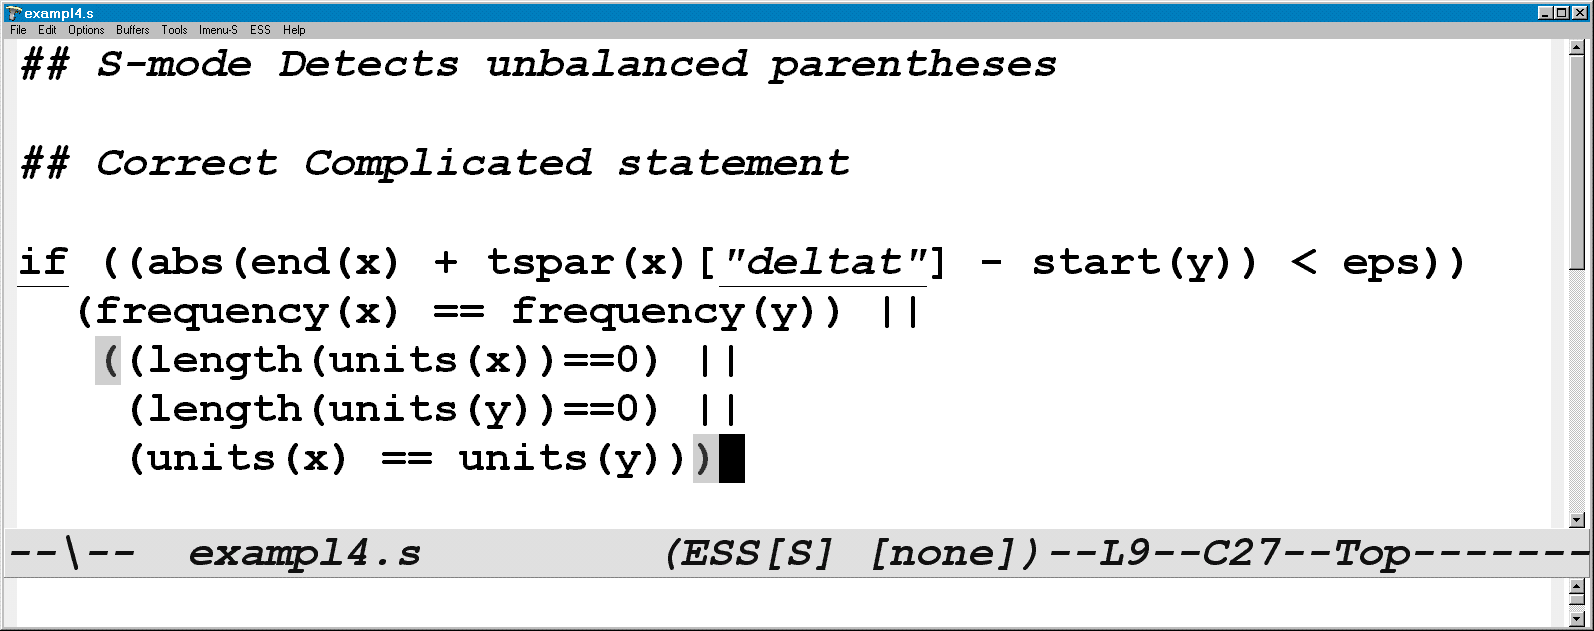 exampl4.s
File Edit Options Buffers Tools Imenu-S ESS Help
## S-mode Detects unbalanced parentheses
## Correct Complicated statement
if ((abs(end(x) + tspar(x)["deltat"] - start(y)) < eps))
(frequency(x) == frequency(y)) ||
((length(units(x))==0) ||
(length(units(y))==0) ||
(units(x) == units(y)))
--\-- exampl4.s (ESS[S] [none])--L9--C27--Top-------